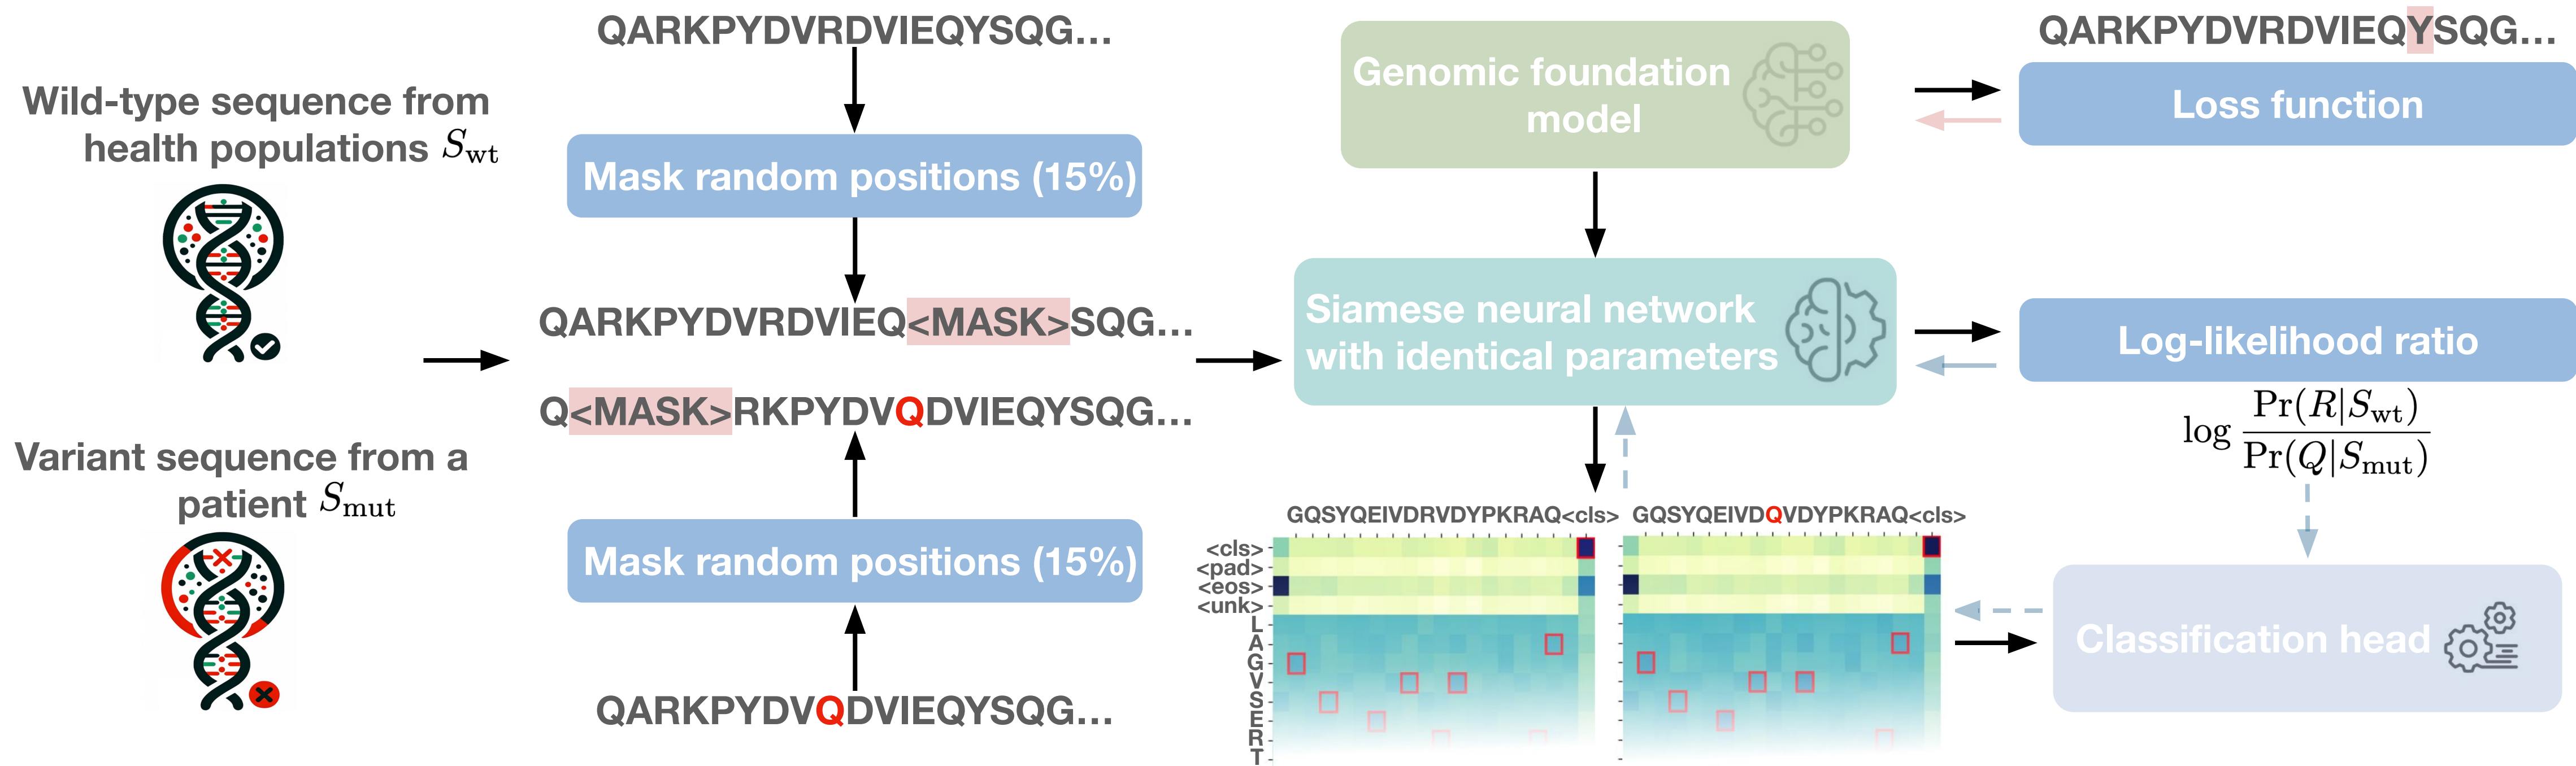 Wild-type sequence from
health populations S_wt
Variant sequence from a
patient S_mut
QARKPYDVRDVIEQYSQG...
Mask random positions (15%)
QARKPYDVRDVIEQ<MASK>SQG...
Q<MASK>RKPYDVQDVIEQYSQG...
Mask random positions (15%)
QARKPYDVQDVIEQYSQG...
Genomic foundation
model
Siamese neural network
with identical parameters
GQSYQEIVDRVDYPKRAQ<cls>
GQSYQEIVDQVDYPKRAQ<cls>
<cls>
<pad>
<eos>
<unk>
L
A
G
V
S
E
R
T
QARKPYDVRDVIEQYSQG...
Loss function
Log-likelihood ratio
log Pr(R|S_wt) / Pr(Q|S_mut)
Classification head